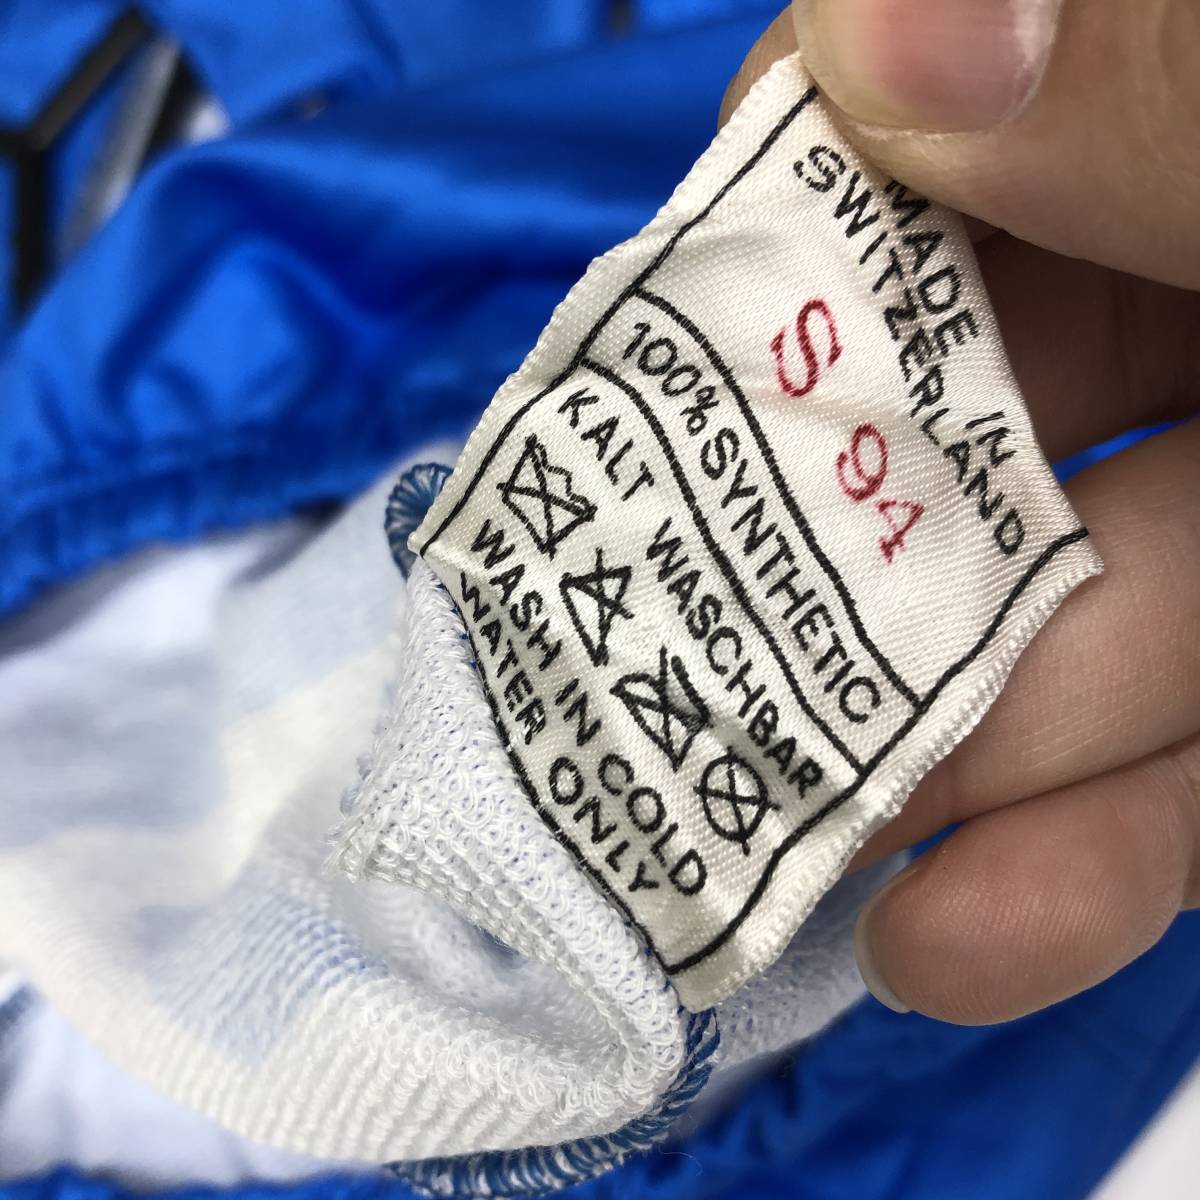 MADE IN
SWITZERLAND
S 94
100% SYNTHETIC
KALT WASCHBAR
WASH IN COLD
WATER ONLY